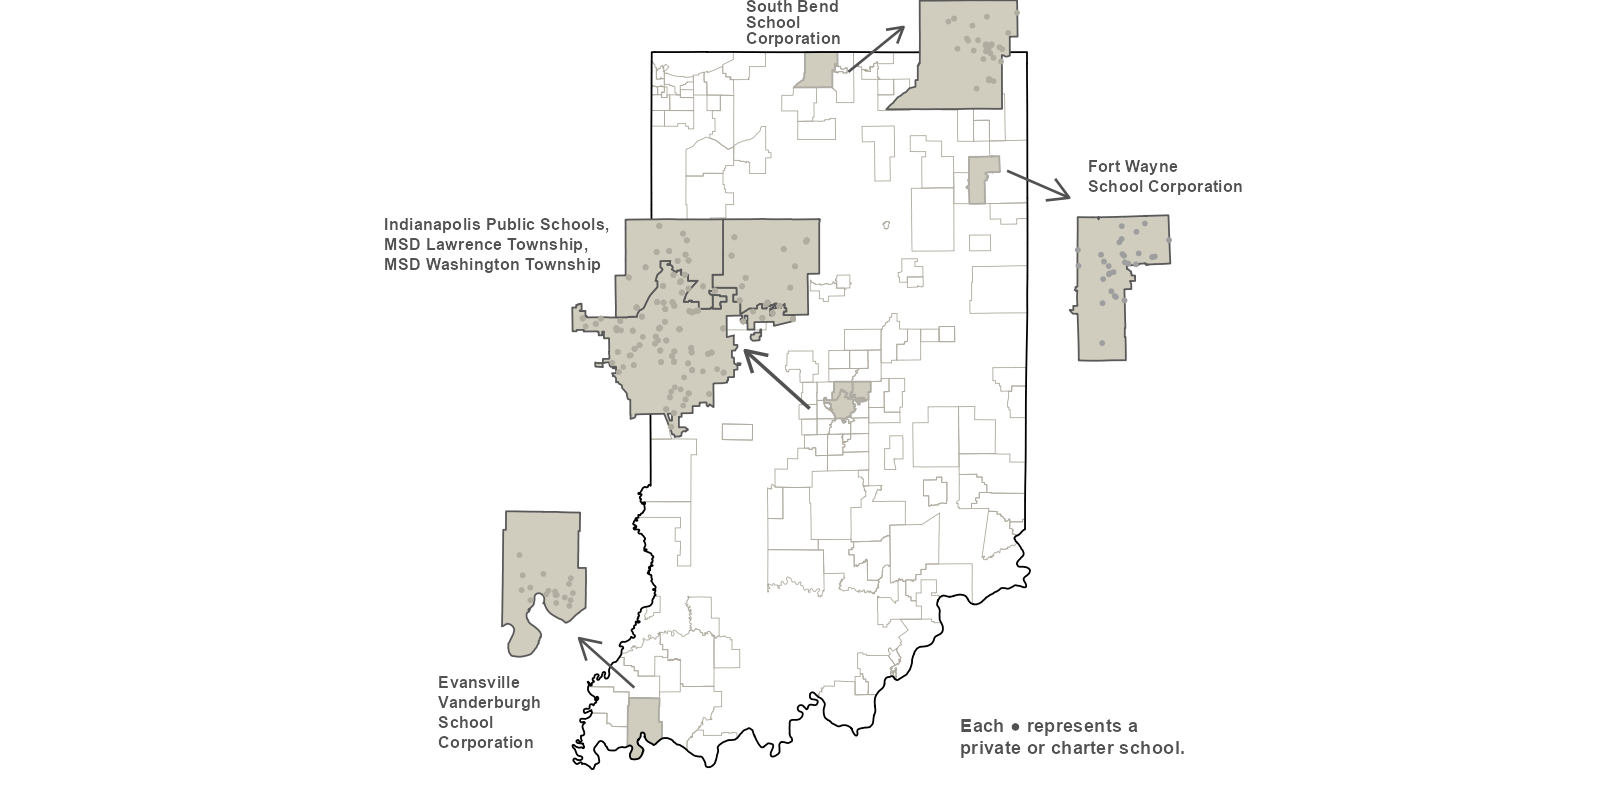 South Bend
School
Corporation
Fort Wayne
School Corporation
Indianapolis Public Schools,
MSD Lawrence Township,
MSD Washington Township
Evansville
Vanderburgh
School
Corporation
Each ● represents a
private or charter school.